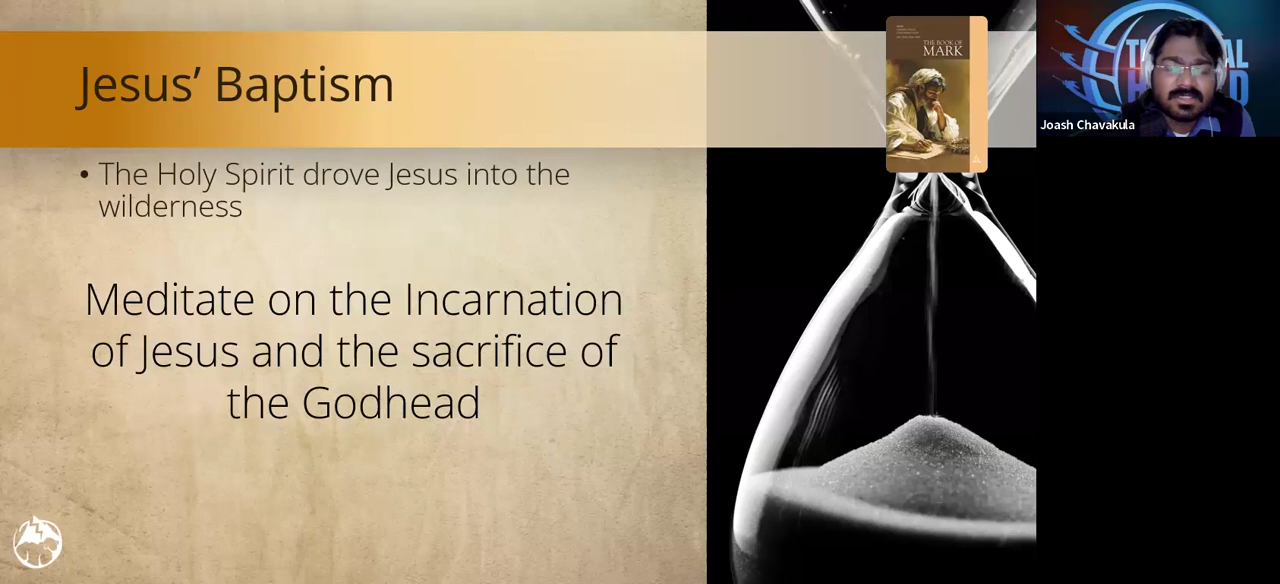 Jesus’ Baptism
• The Holy Spirit drove Jesus into the
wilderness
Meditate on the Incarnation
of Jesus and the sacrifice of
the Godhead
THE BOOK OF
MARK
Joash Chavakula